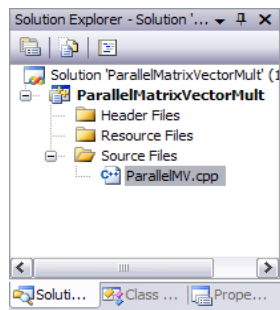 Solution Explorer - Solution '...
Solution 'ParallelMatrixVectorMult' (1
ParallelMatrixVectorMult
Header Files
Resource Files
Source Files
C++ ParallelMV.cpp
Soluti... Class ... Prope...